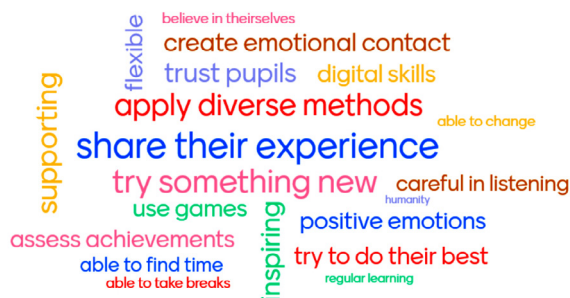 believe in theirselves
flexible
create emotional contact
trust pupils
digital skills
supporting
apply diverse methods
able to change
share their experience
try something new
careful in listening
humanity
use games
inspiring
positive emotions
assess achievements
try to do their best
able to find time
regular learning
able to take breaks